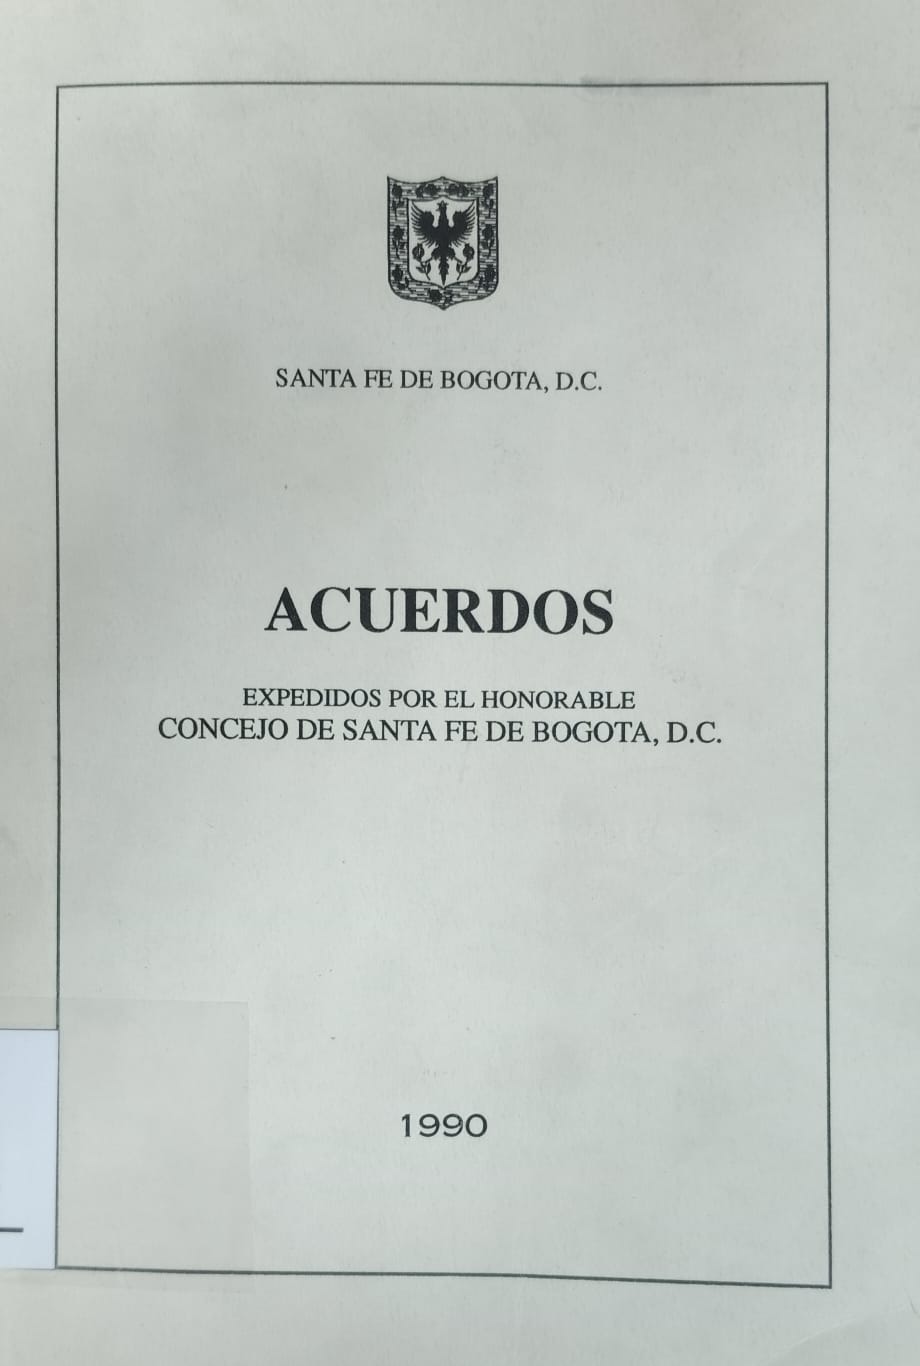 SANTA FE DE BOGOTA, D.C.
ACUERDOS
EXPEDIDOS POR EL HONORABLE
CONCEJO DE SANTA FE DE BOGOTA, D.C.
1990